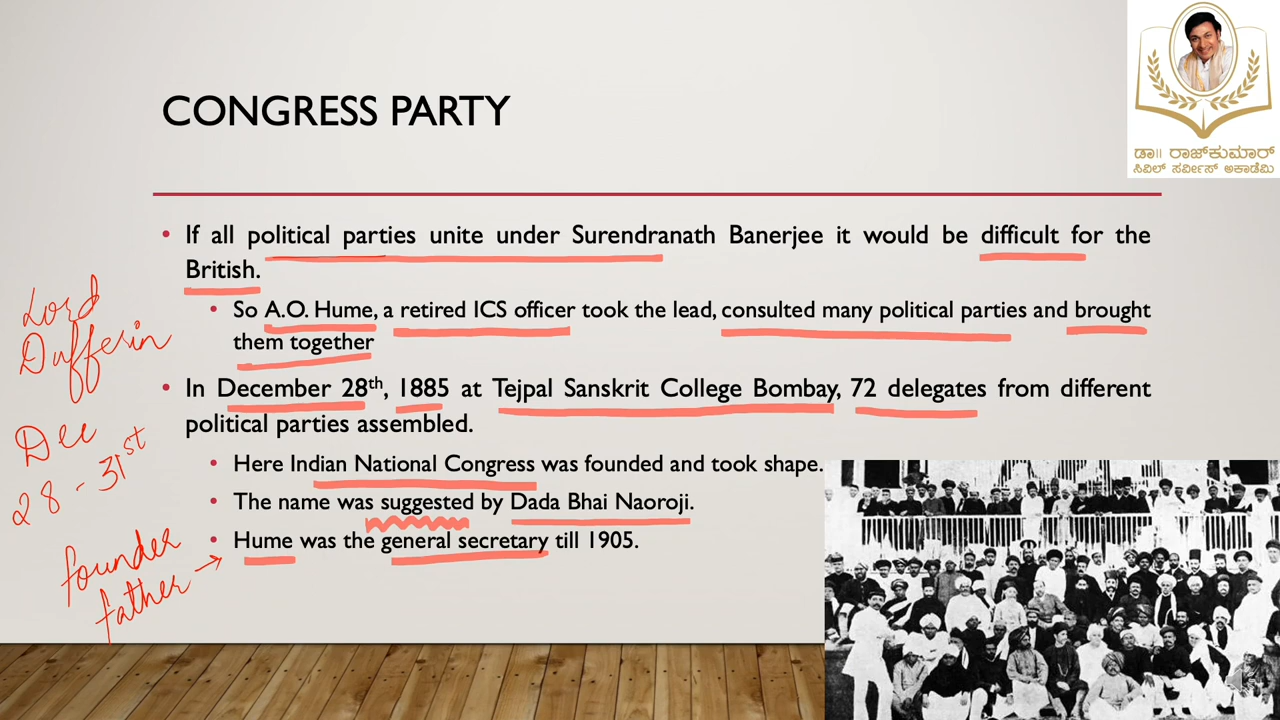 CONGRESS PARTY
ಡಾ|| ರಾಜ್‌ಕುಮಾರ್
ಸಿವಿಲ್ ಸರ್ವೀಸ್ ಅಕಾಡೆಮಿ
• If all political parties unite under Surendranath Banerjee it would be difficult for the
British.
• So A.O. Hume, a retired ICS officer took the lead, consulted many political parties and brought
them together
• In December 28th, 1885 at Tejpal Sanskrit College Bombay, 72 delegates from different
political parties assembled.
• Here Indian National Congress was founded and took shape.
• The name was suggested by Dada Bhai Naoroji.
• Hume was the general secretary till 1905.
Lord
Dufferin
Dec
28 - 31st
founder
father →